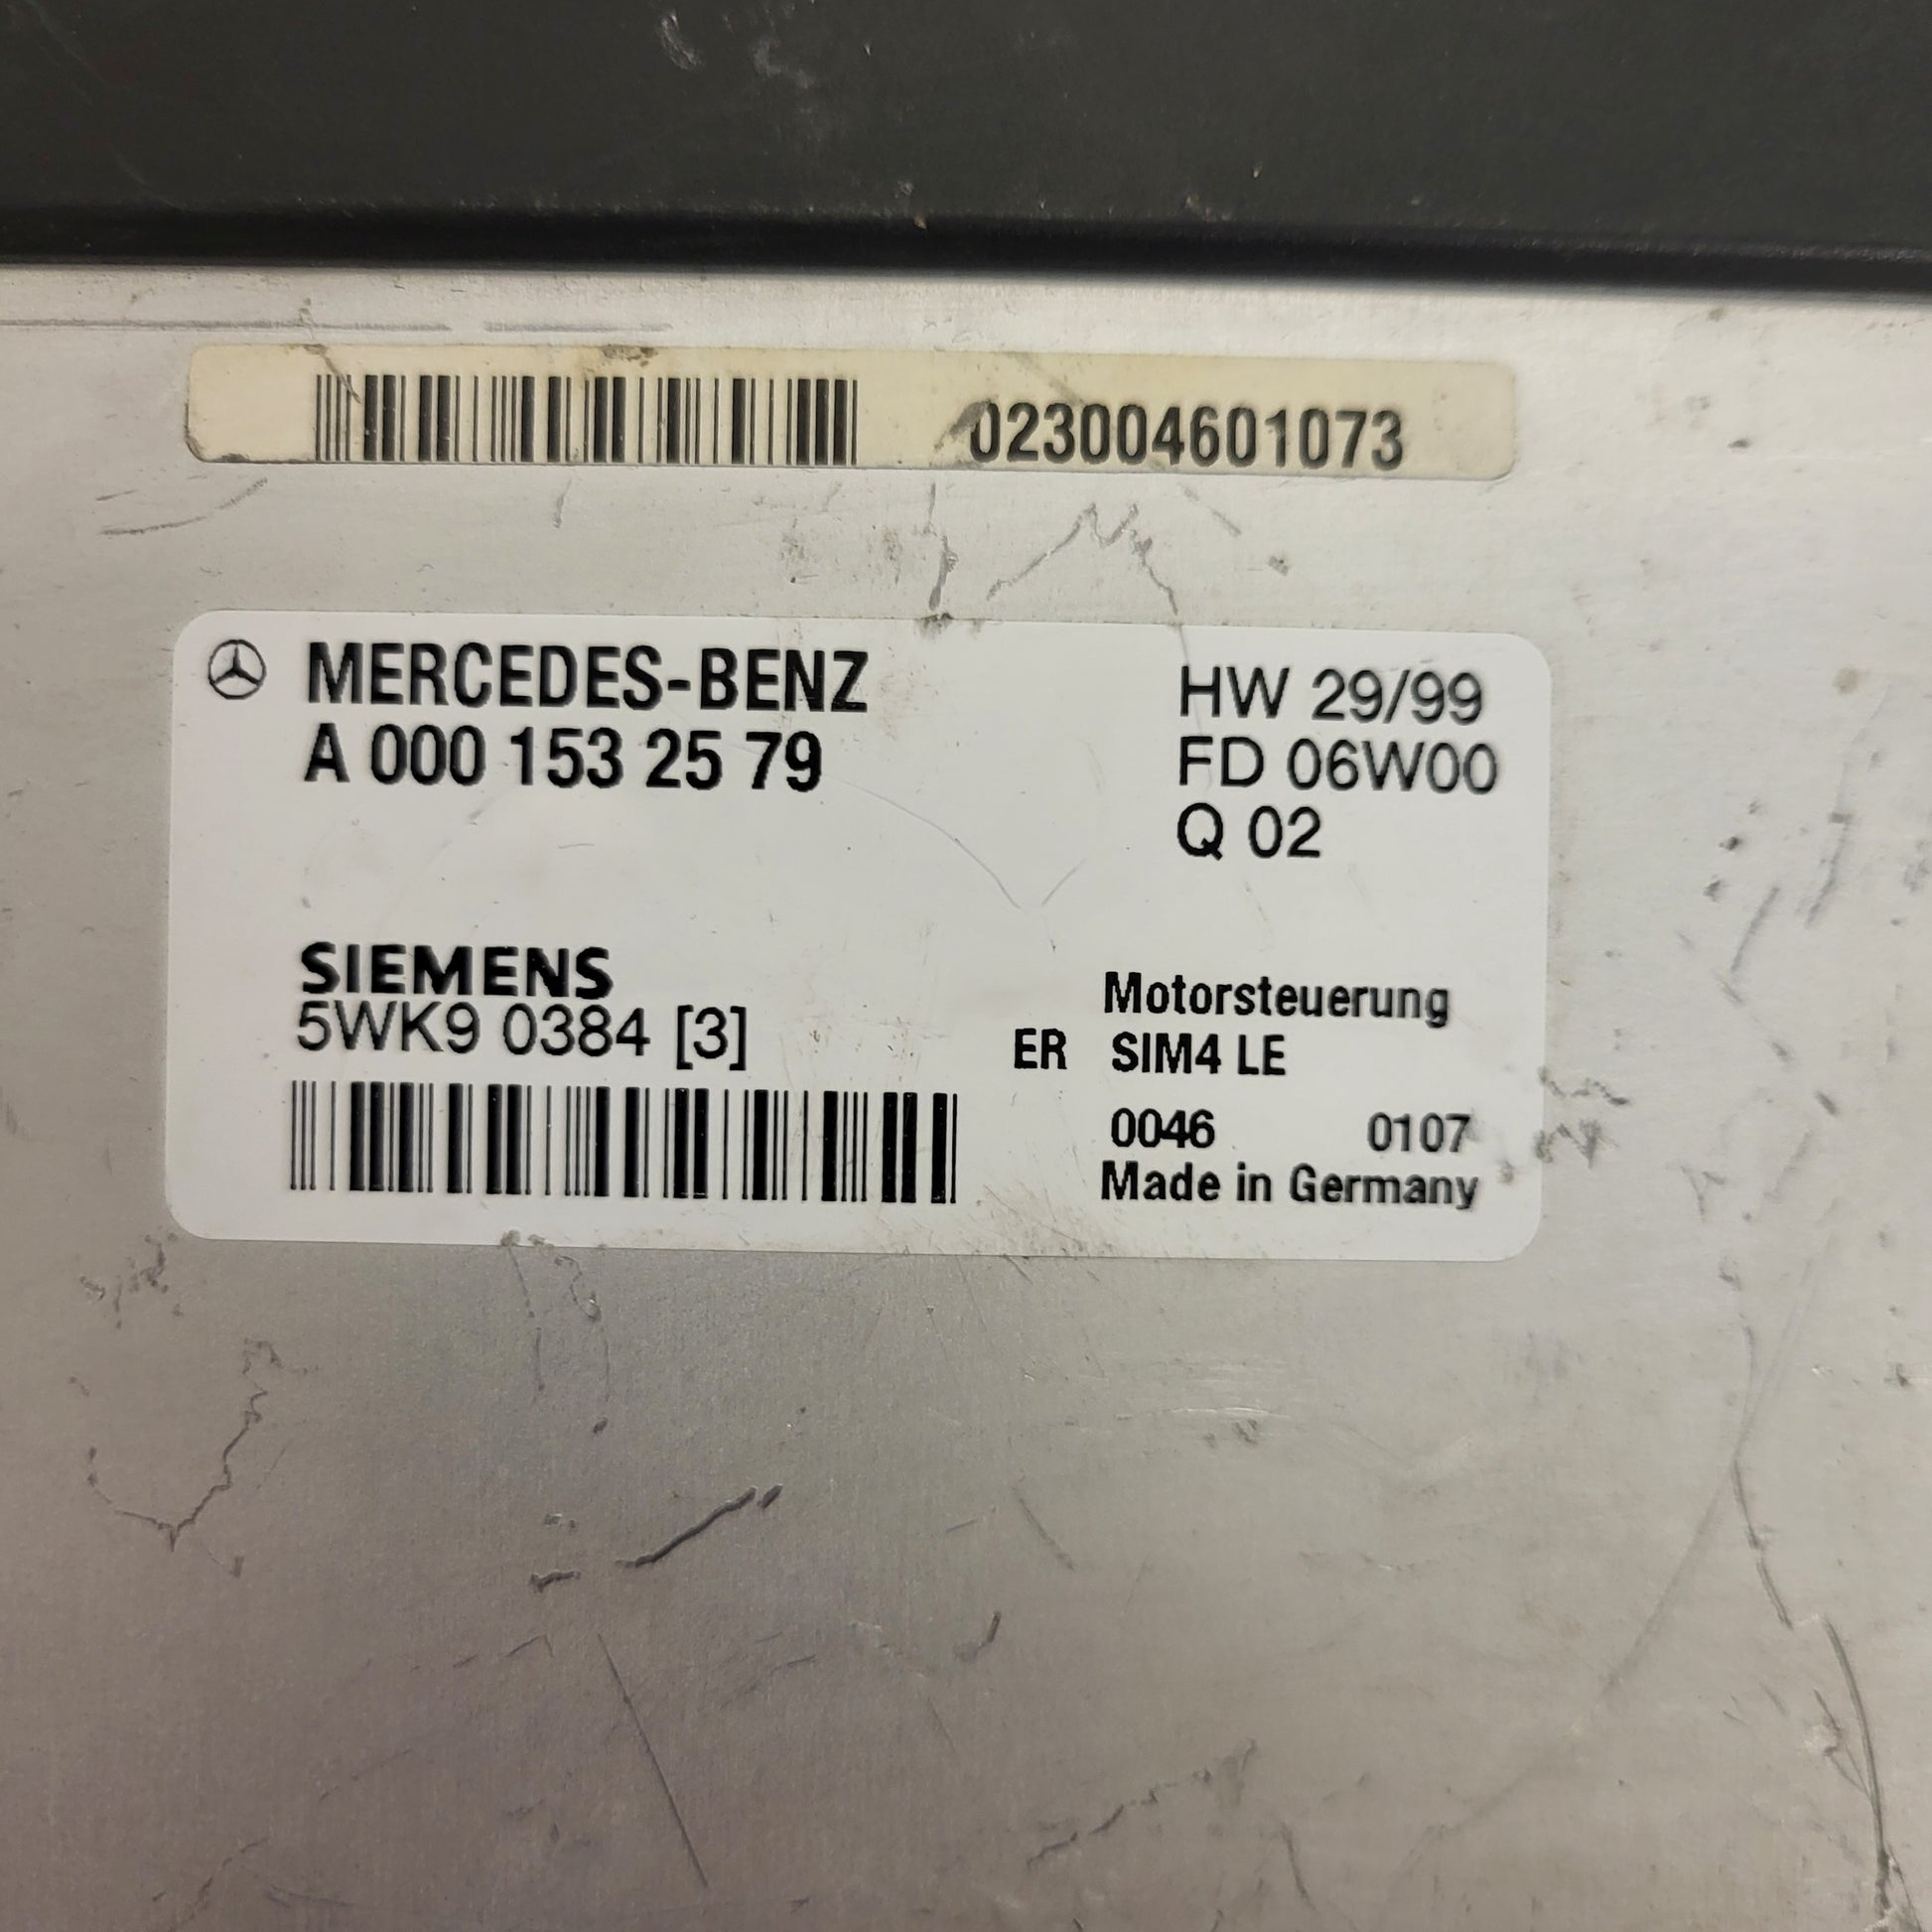 023004601073
MERCEDES-BENZ
A 000 153 25 79
HW 29/99
FD 06W00
Q 02
SIEMENS
5WK9 0384 [3]
Motorsteuerung
ER SIM4 LE
0046 0107
Made in Germany